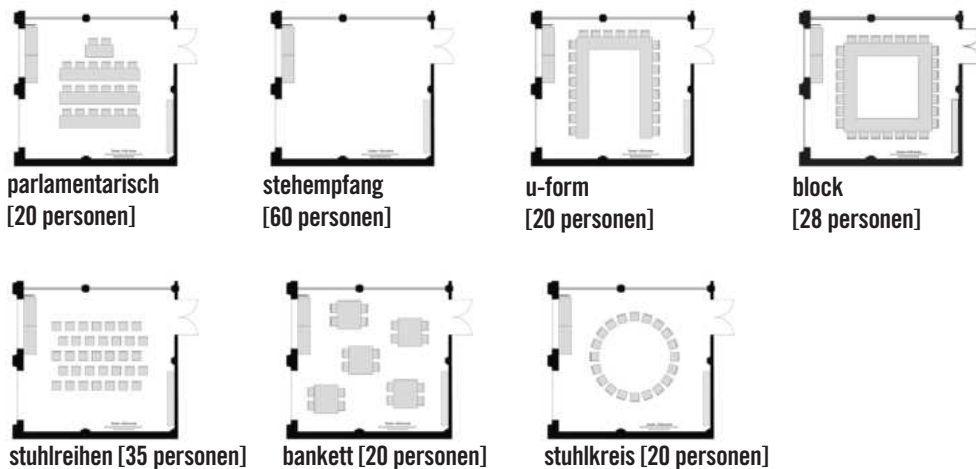 parlamentarisch
[20 personen]
stehempfang
[60 personen]
u-form
[20 personen]
block
[28 personen]
stuhlreihen [35 personen]
bankett [20 personen]
stuhlkreis [20 personen]